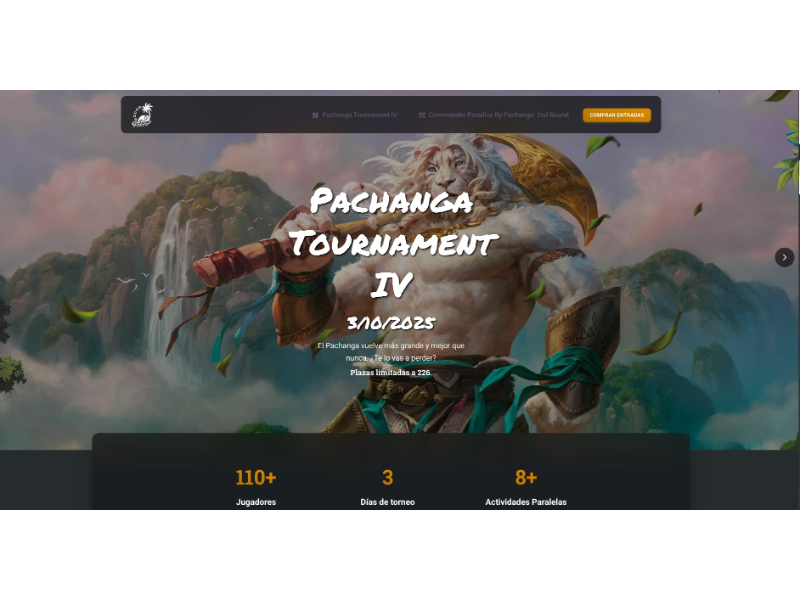 Pachanga Tournament IV
Commander Paradise By Pachanga: 2nd Round
COMPRAR ENTRADAS
PACHANGA
TOURNAMENT
IV
3/10/2025
El Pachanga vuelve más grande y mejor que
nunca. ¿Te lo vas a perder?
Plazas limitadas a 226.
110+
3
8+
Jugadores
Días de torneo
Actividades Paralelas